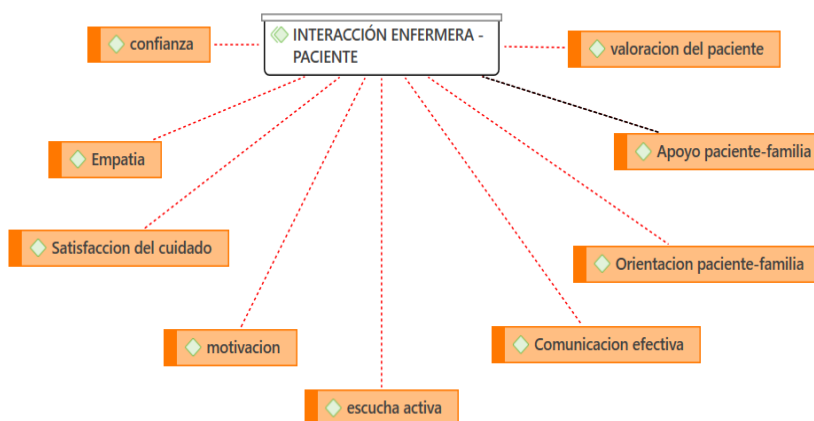 INTERACCIÓN ENFERMERA -
PACIENTE
confianza
valoracion del paciente
Empatia
Apoyo paciente-familia
Satisfaccion del cuidado
Orientacion paciente-familia
motivacion
Comunicacion efectiva
escucha activa